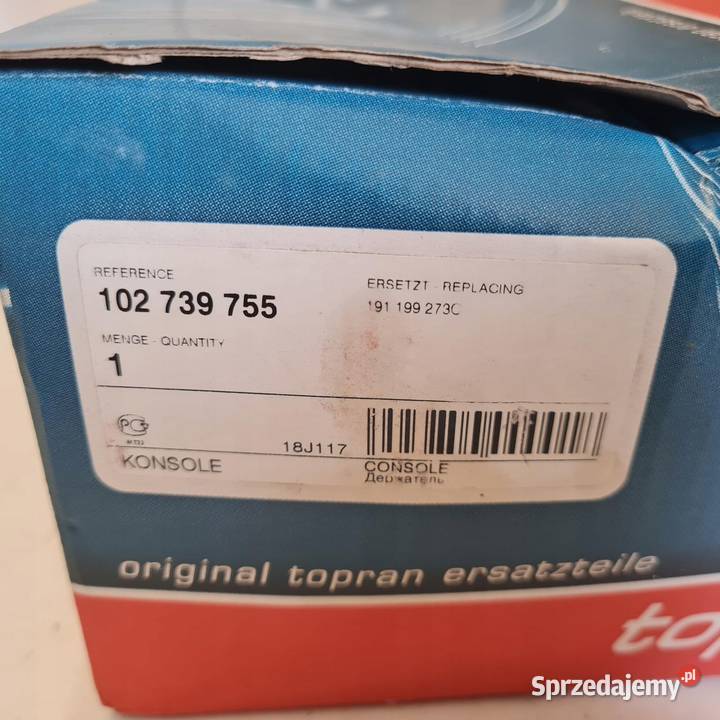 REFERENCE
102 739 755
ERSETZT - REPLACING
191 199 273C
MENGE - QUANTITY
1
18J117
KONSOLE
CONSOLE
Держатель
original topran ersatzteile
Sprzedajemy.pl